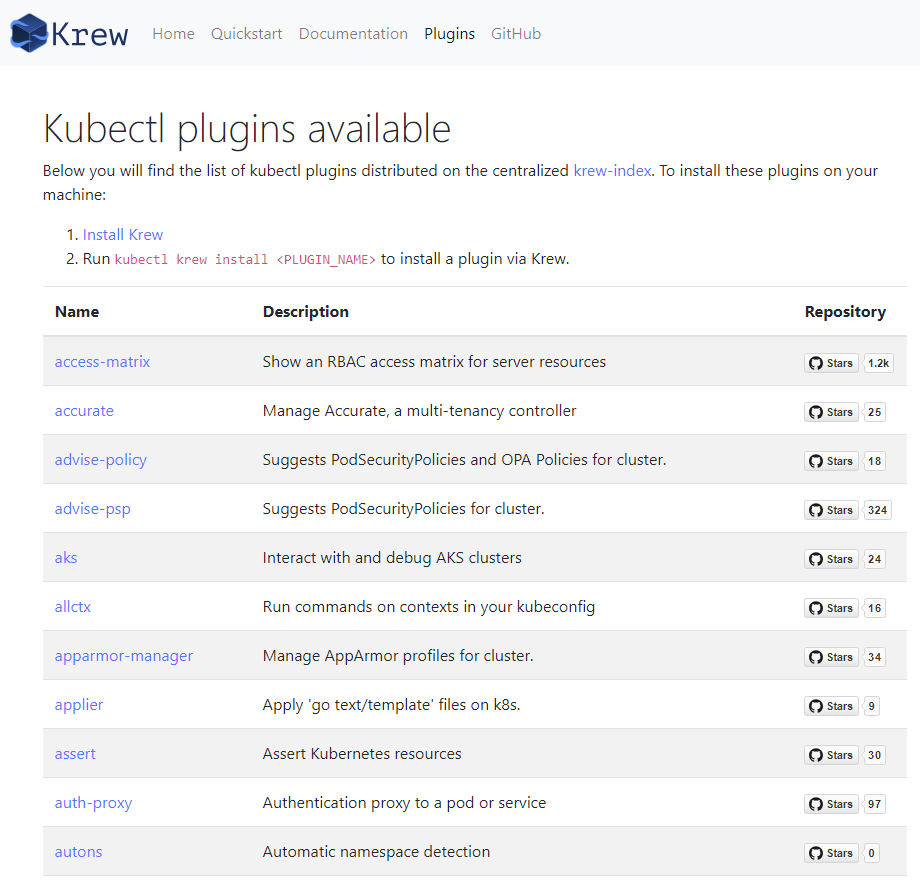 Krew Home Quickstart Documentation Plugins GitHub
Kubectl plugins available
Below you will find the list of kubectl plugins distributed on the centralized krew-index. To install these plugins on your
machine:
1. Install Krew
2. Run kubectl krew install <PLUGIN_NAME> to install a plugin via Krew.
Name Description Repository
access-matrix Show an RBAC access matrix for server resources Stars 1.2k
accurate Manage Accurate, a multi-tenancy controller Stars 25
advise-policy Suggests PodSecurityPolicies and OPA Policies for cluster. Stars 18
advise-psp Suggests PodSecurityPolicies for cluster. Stars 324
aks Interact with and debug AKS clusters Stars 24
allctx Run commands on contexts in your kubeconfig Stars 16
apparmor-manager Manage AppArmor profiles for cluster. Stars 34
applier Apply 'go text/template' files on k8s. Stars 9
assert Assert Kubernetes resources Stars 30
auth-proxy Authentication proxy to a pod or service Stars 97
autons Automatic namespace detection Stars 0